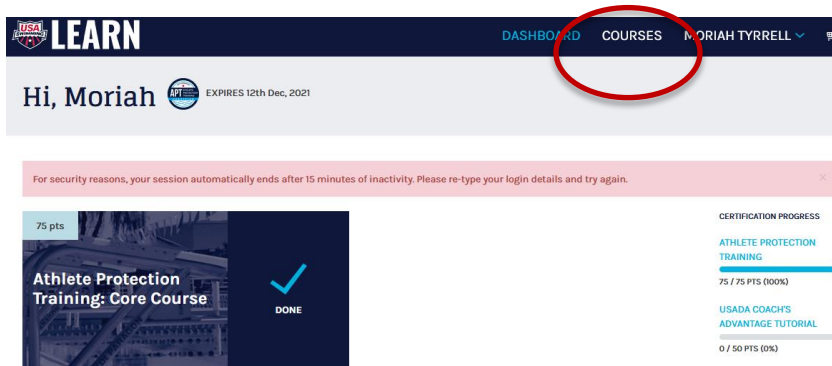 USA LEARN
DASHBOARD COURSES MORIAH TYRRELL
Hi, Moriah APT EXPIRES 12th Dec, 2021
For security reasons, your session automatically ends after 15 minutes of inactivity. Please re-type your login details and try again.
75 pts
Athlete Protection
Training: Core Course
DONE
CERTIFICATION PROGRESS
ATHLETE PROTECTION
TRAINING
75 / 75 PTS (100%)
USADA COACH'S
ADVANTAGE TUTORIAL
0 / 50 PTS (0%)